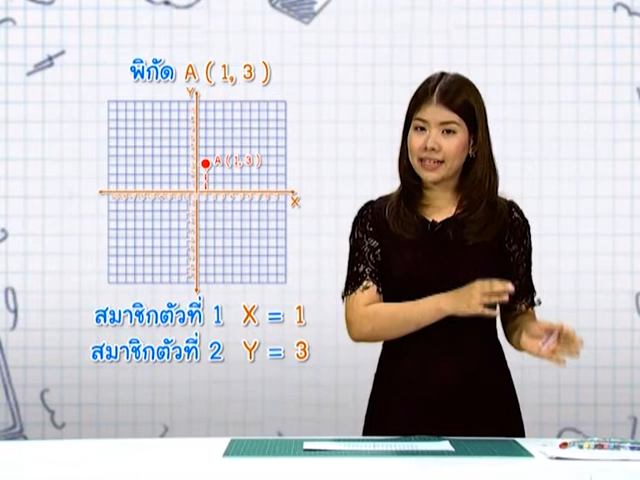 พิกัด A ( 1, 3 )
Y
A ( 1, 3 )
X
สมาชิกตัวที่ 1 X = 1
สมาชิกตัวที่ 2 Y = 3